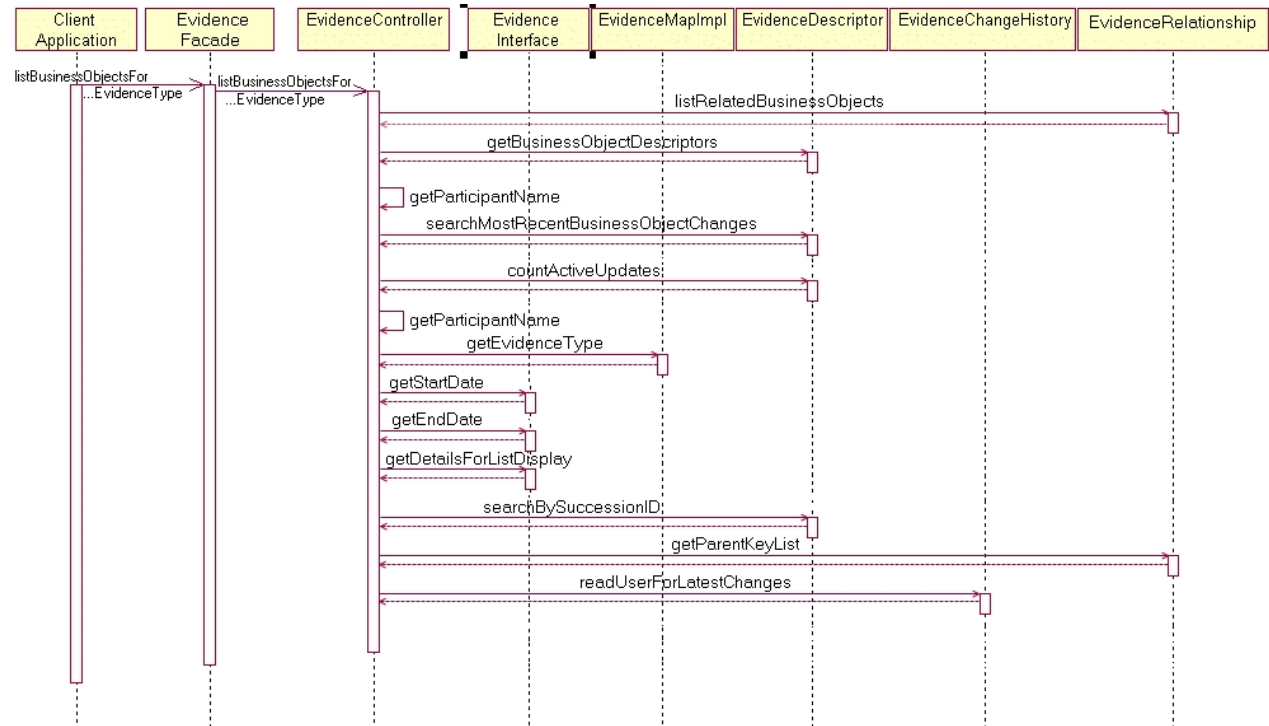 Client
Application
Evidence
Facade
EvidenceController
Evidence
Interface
EvidenceMapImpl
EvidenceDescriptor
EvidenceChangeHistory
EvidenceRelationship
listBusinessObjectsFor
...EvidenceType
listBusinessObjectsFor
...EvidenceType
listRelatedBusinessObjects
getBusinessObjectDescriptors
getParticipantName
searchMostRecentBusinessObjectChanges
countActiveUpdates
getParticipantName
getEvidenceType
getStartDate
getEndDate
getDetailsForListDisplay
searchBySuccessionID
getParentKeyList
readUserForLatestChanges